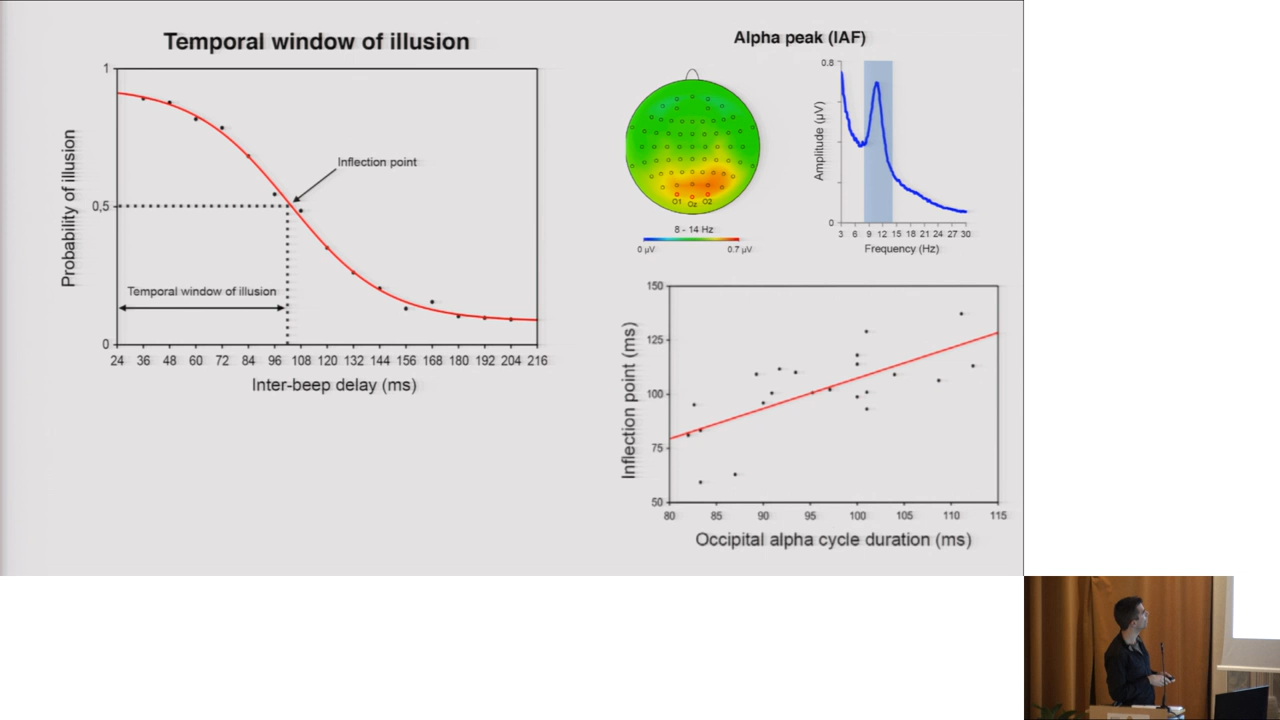 Temporal window of illusion
1
0,5
0
Probability of illusion
Inflection point
Temporal window of illusion
24 36 48 60 72 84 96 108 120 132 144 156 168 180 192 204 216
Inter-beep delay (ms)
Alpha peak (IAF)
O1 Oz O2
8 - 14 Hz
0 µV 0.7 µV
0.8
0
Amplitude (µV)
3 6 9 12 15 18 21 24 27 30
Frequency (Hz)
150
125
100
75
50
Inflection point (ms)
80 85 90 95 100 105 110 115
Occipital alpha cycle duration (ms)